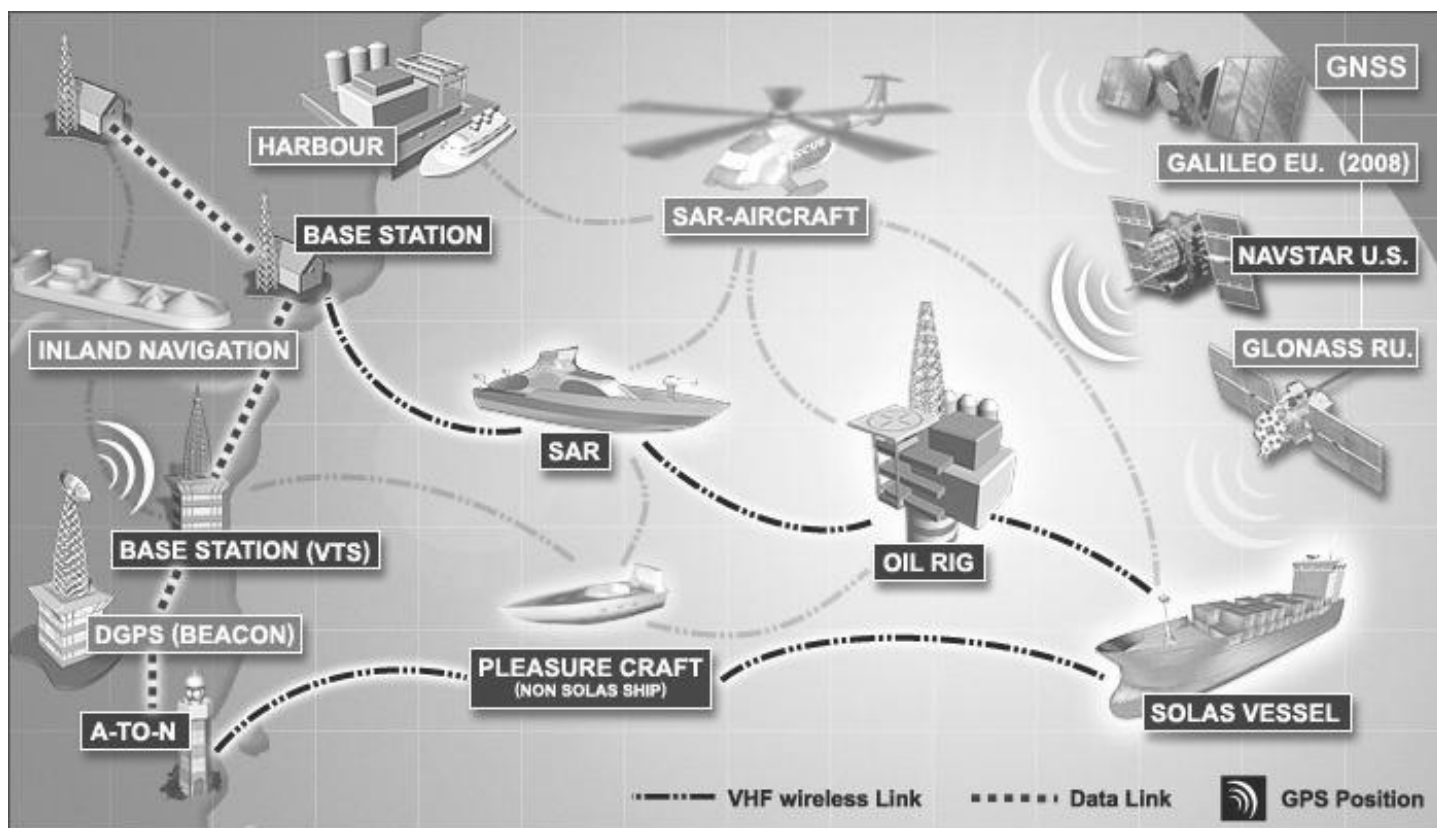 GNSS
HARBOUR
GALILEO EU. (2008)
SAR-AIRCRAFT
BASE STATION
NAVSTAR U.S.
INLAND NAVIGATION
GLONASS RU.
SAR
BASE STATION (VTS)
OIL RIG
DGPS (BEACON)
PLEASURE CRAFT
(NON SOLAS SHIP)
A-TO-N
SOLAS VESSEL
VHF wireless Link
Data Link
GPS Position